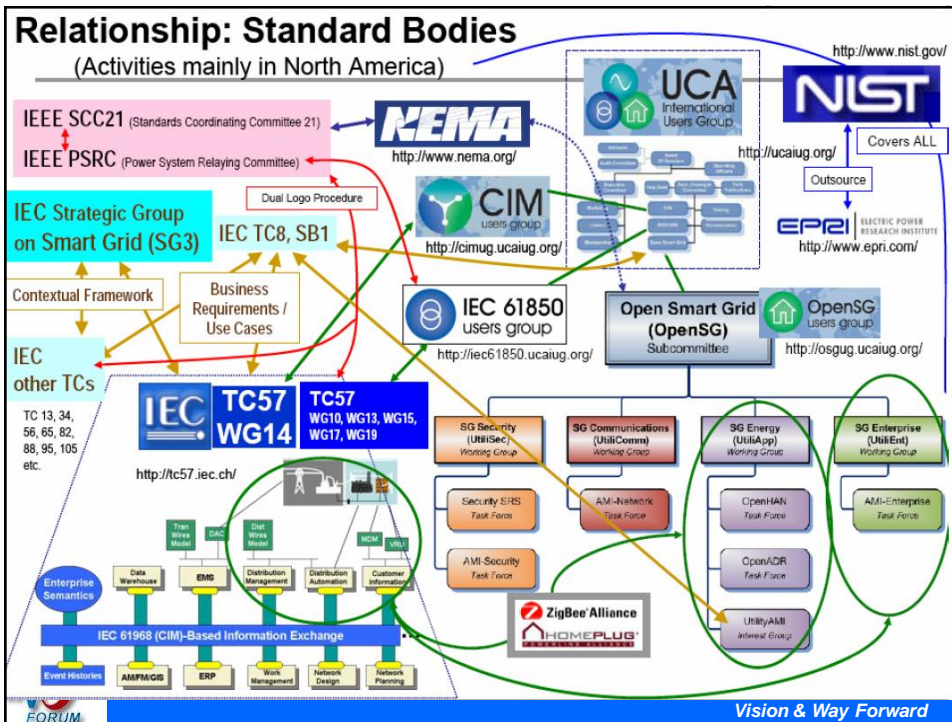 Relationship: Standard Bodies
(Activities mainly in North America)
http://www.nist.gov/
IEEE SCC21 (Standards Coordinating Committee 21)
IEEE PSRC (Power System Relaying Committee)
NEMA
http://www.nema.org/
UCA
International
Users Group
http://ucaiug.org/
NIST
Covers ALL
Outsource
EPRI
ELECTRIC POWER
RESEARCH INSTITUTE
http://www.epri.com/
Dual Logo Procedure
CIM
users group
http://cimug.ucaiug.org/
IEC Strategic Group
on Smart Grid (SG3)
IEC TC8, SB1
Contextual Framework
Business
Requirements /
Use Cases
IEC 61850
users group
http://iec61850.ucaiug.org/
Open Smart Grid
(OpenSG)
Subcommittee
OpenSG
users group
http://osgug.ucaiug.org/
IEC
other TCs
TC 13, 34,
56, 65, 82,
88, 95, 105
etc.
IEC
TC57
WG14
TC57
WG10, WG13, WG15,
WG17, WG19
http://tc57.iec.ch/
SG Security
(UtiliSec)
Working Group
SG Communications
(UtiliComm)
Working Group
SG Energy
(UtiliApp)
Working Group
SG Enterprise
(UtiliEnt)
Working Group
Security SRS
Task Force
AMI-Network
Task Force
OpenHAN
Task Force
AMI-Enterprise
Task Force
AMI-Security
Task Force
OpenADR
Task Force
UtilityAMI
Interest Group
Tran
Wires
Model
DAC
Dist
Wires
Model
MDM
VRU
Enterprise
Semantics
Data
Warehouse
EMS
Distribution
Management
Distribution
Automation
Customer
Information
IEC 61968 (CIM)-Based Information Exchange
...
Event Histories
AM/FM/GIS
ERP
Work
Management
Network
Design
Network
Planning
ZigBee Alliance
HOMEPLUG
POWERLINE ALLIANCE
FORUM
Vision & Way Forward